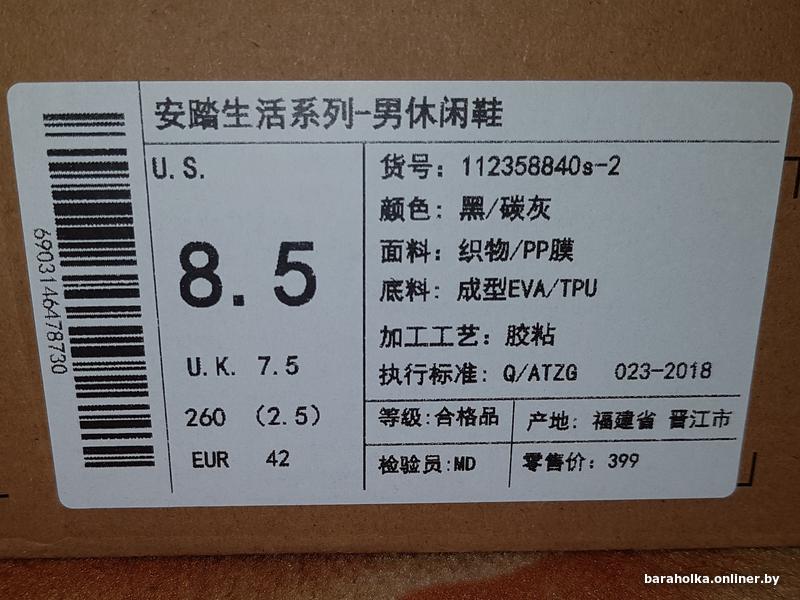 安踏生活系列-男休闲鞋
6903146478730
U.S.
8.5
U.K. 7.5
260 (2.5)
EUR 42
货号: 112358840s-2
颜色: 黑/碳灰
面料: 织物/PP膜
底料: 成型EVA/TPU
加工工艺: 胶粘
执行标准: Q/ATZG 023-2018
等级:合格品
产地: 福建省 晋江市
检验员:MD
零售价: 399
baraholka.onliner.by